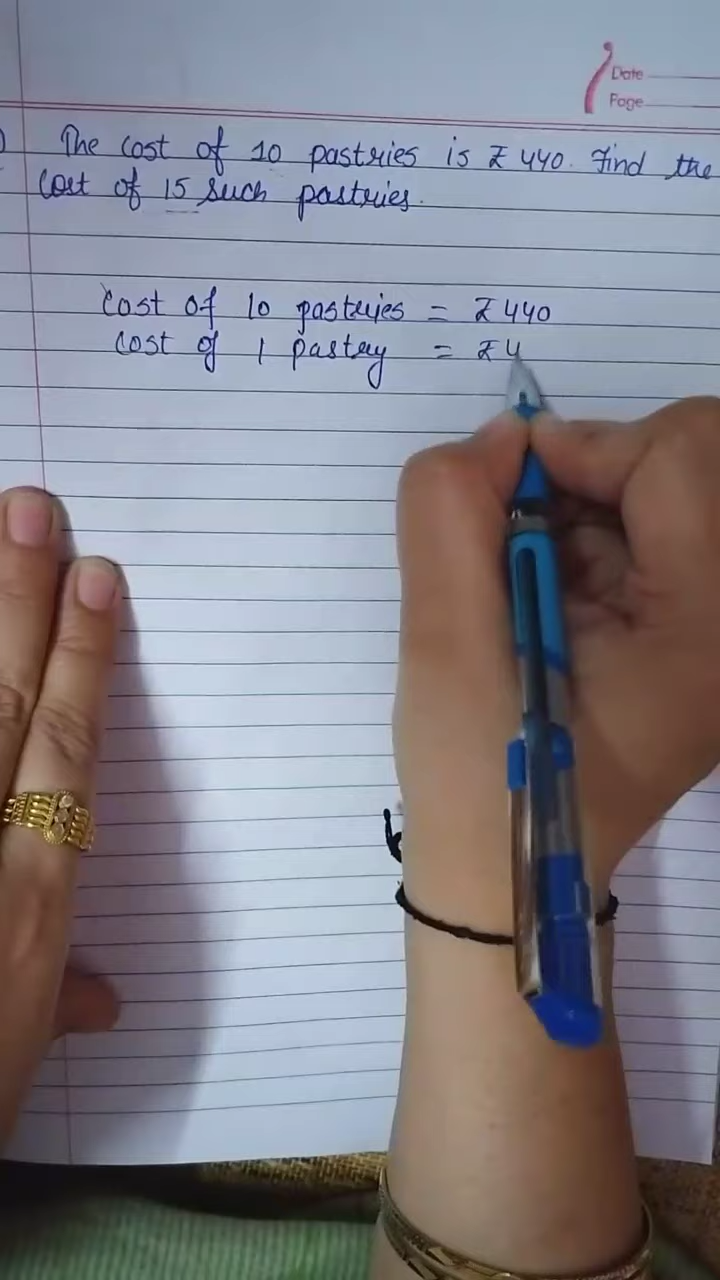 Date
Page
) The cost of 10 pastries is ₹ 440. Find the
cost of 15 such pastries.
Cost of 10 pastries = ₹ 440
Cost of 1 pastry = ₹ 4